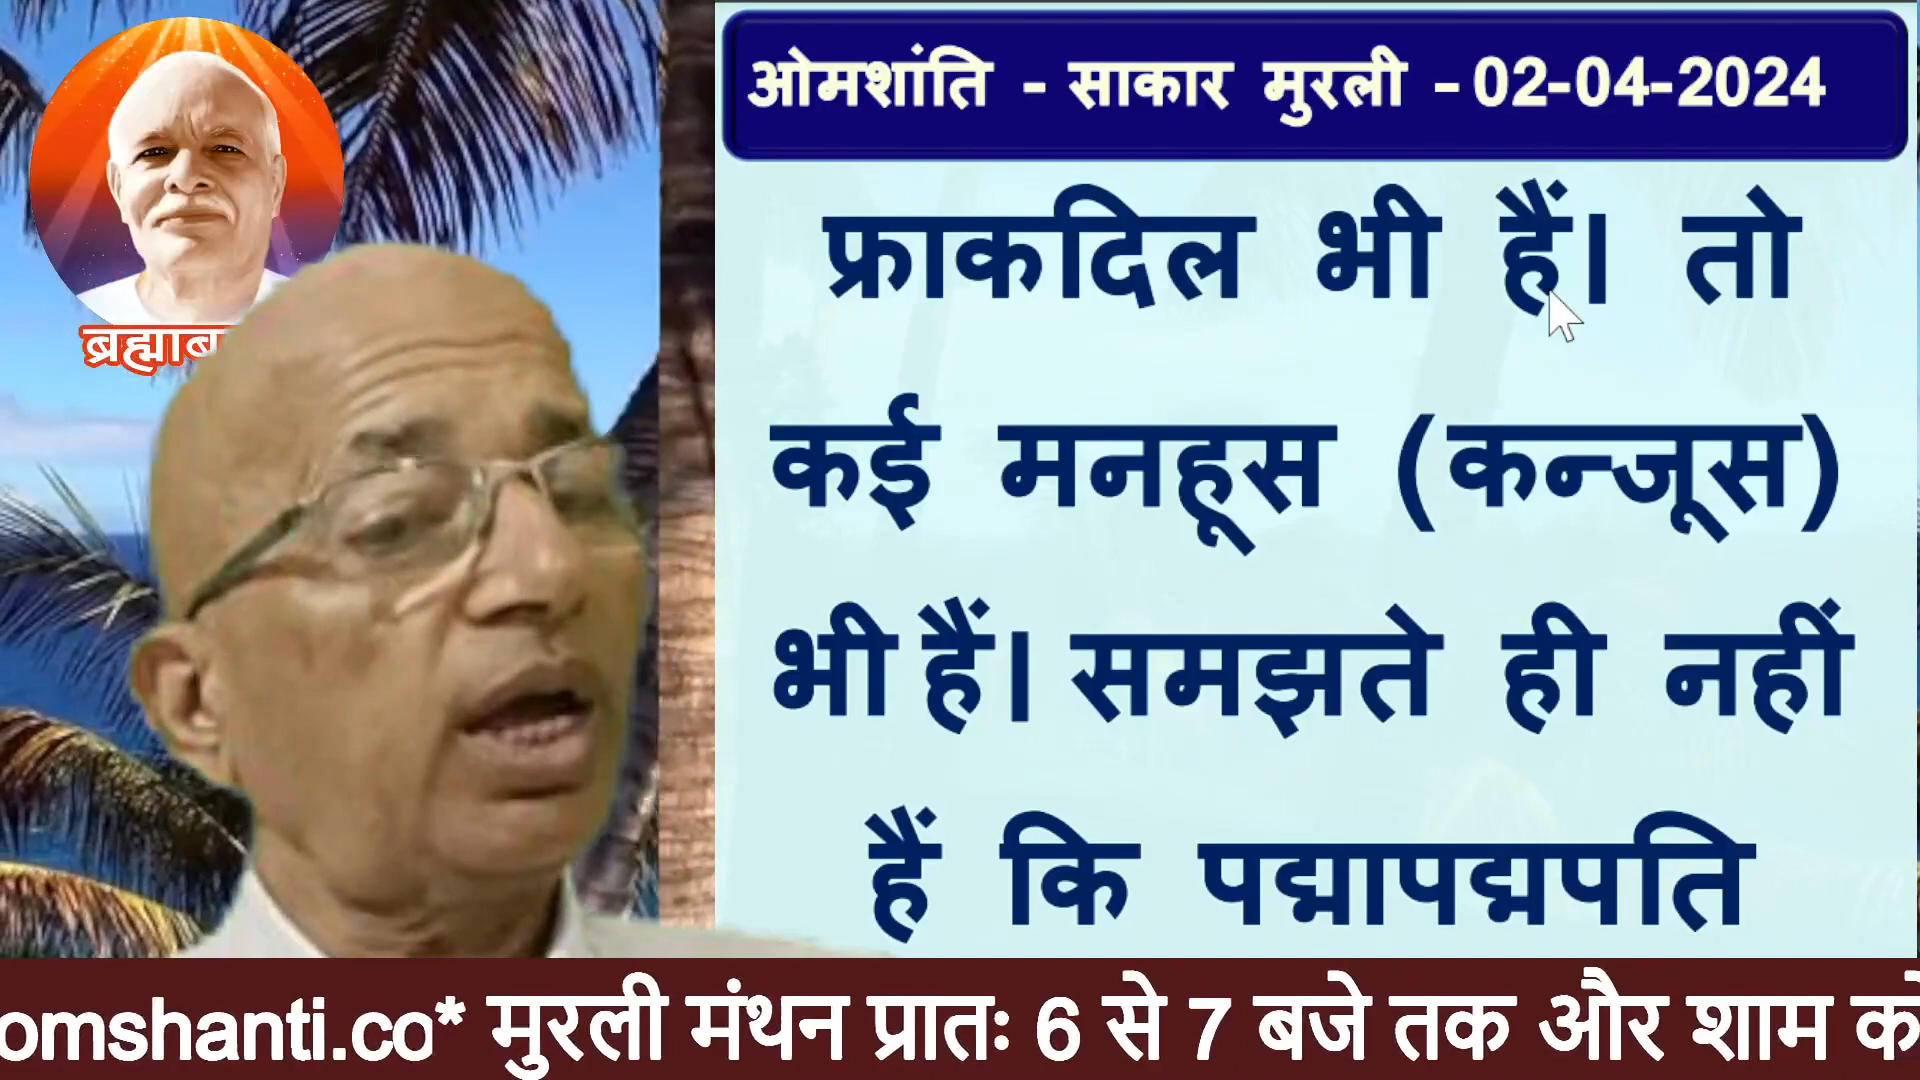 ओमशांति - साकार मुरली - 02-04-2024
ब्रह्माब
फ्राकदिल भी हैं। तो
कई मनहूस (कन्जूस)
भी हैं। समझते ही नहीं
हैं कि पद्मापद्मपति
omshanti.co* मुरली मंथन प्रातः 6 से 7 बजे तक और शाम को